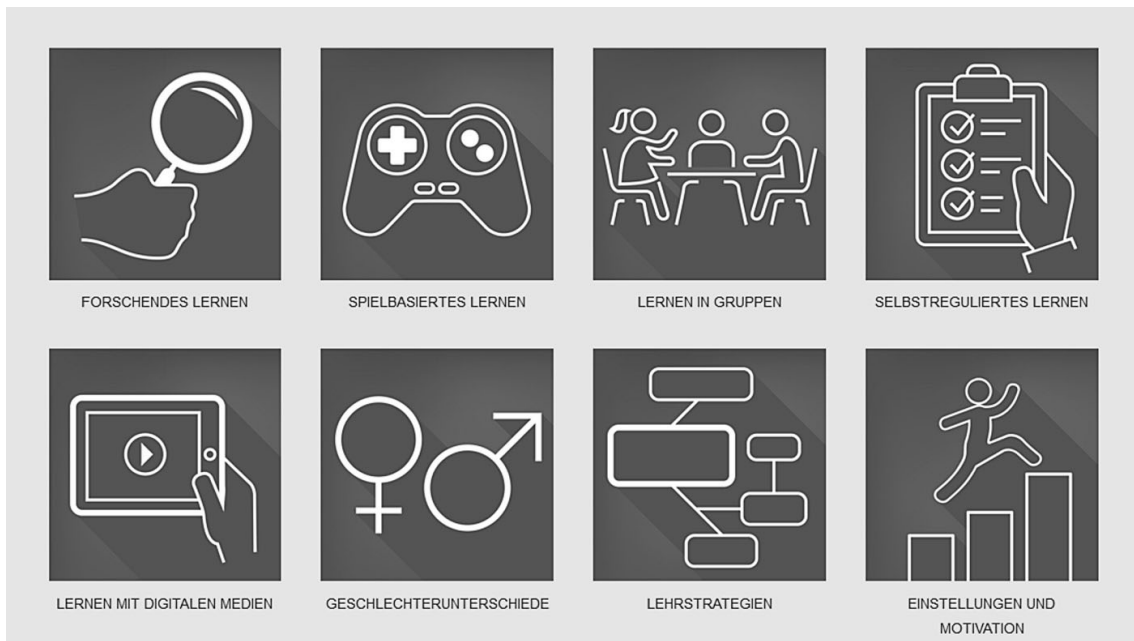 FORSCHENDES LERNEN
SPIELBASIERTES LERNEN
LERNEN IN GRUPPEN
SELBSTREGULIERTES LERNEN
LERNEN MIT DIGITALEN MEDIEN
GESCHLECHTERUNTERSCHIEDE
LEHRSTRATEGIEN
EINSTELLUNGEN UND
MOTIVATION